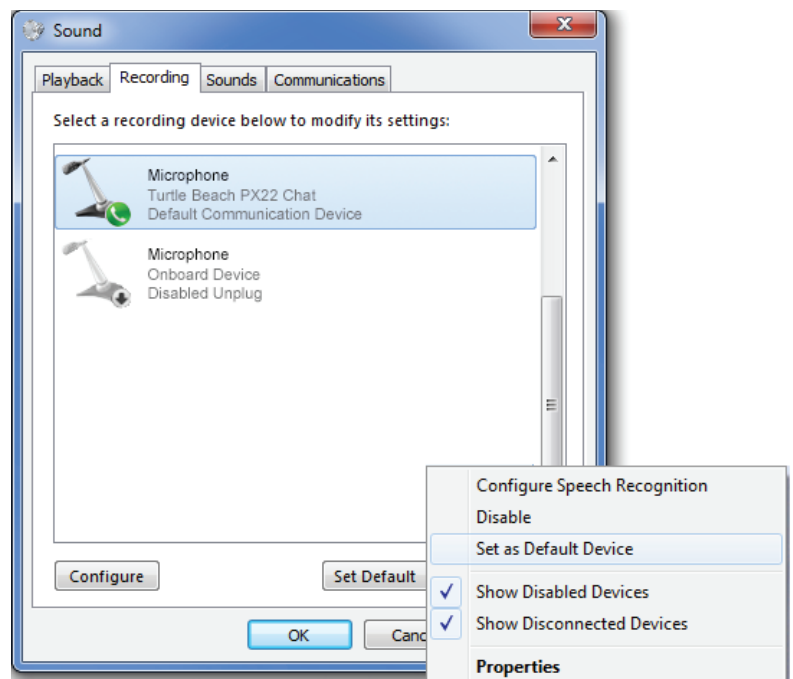 Sound
Playback Recording Sounds Communications
Select a recording device below to modify its settings:
Microphone
Turtle Beach PX22 Chat
Default Communication Device
Microphone
Onboard Device
Disabled Unplug
Configure Speech Recognition
Disable
Set as Default Device
Show Disabled Devices
Show Disconnected Devices
Properties
Configure
Set Default
OK
Canc